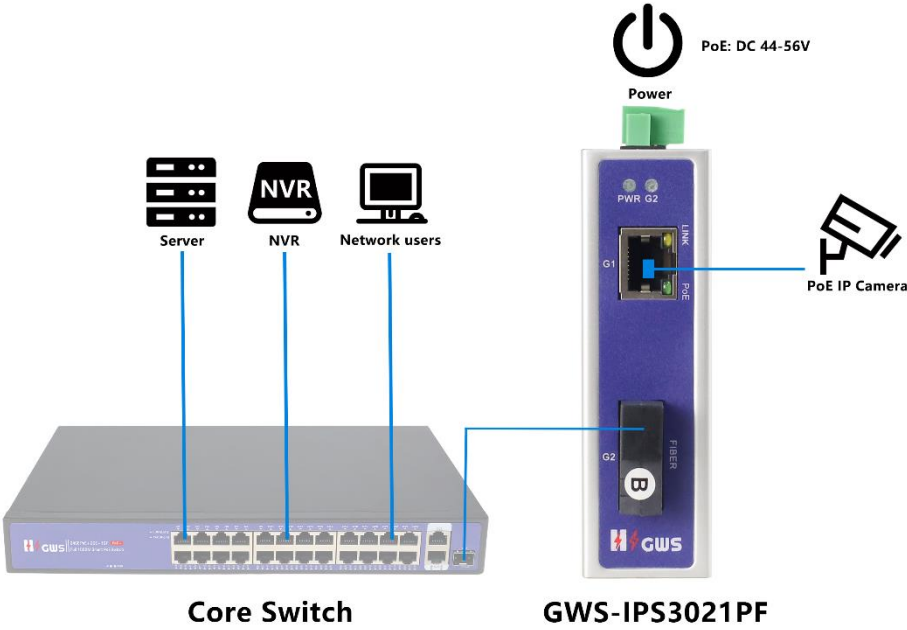 PoE: DC 44-56V
Power
NVR
Server
NVR
Network users
PWR G2
LINK
G1
PoE
PoE IP Camera
G2
FIBER
B
GWS
GWS
Core Switch
GWS-IPS3021PF